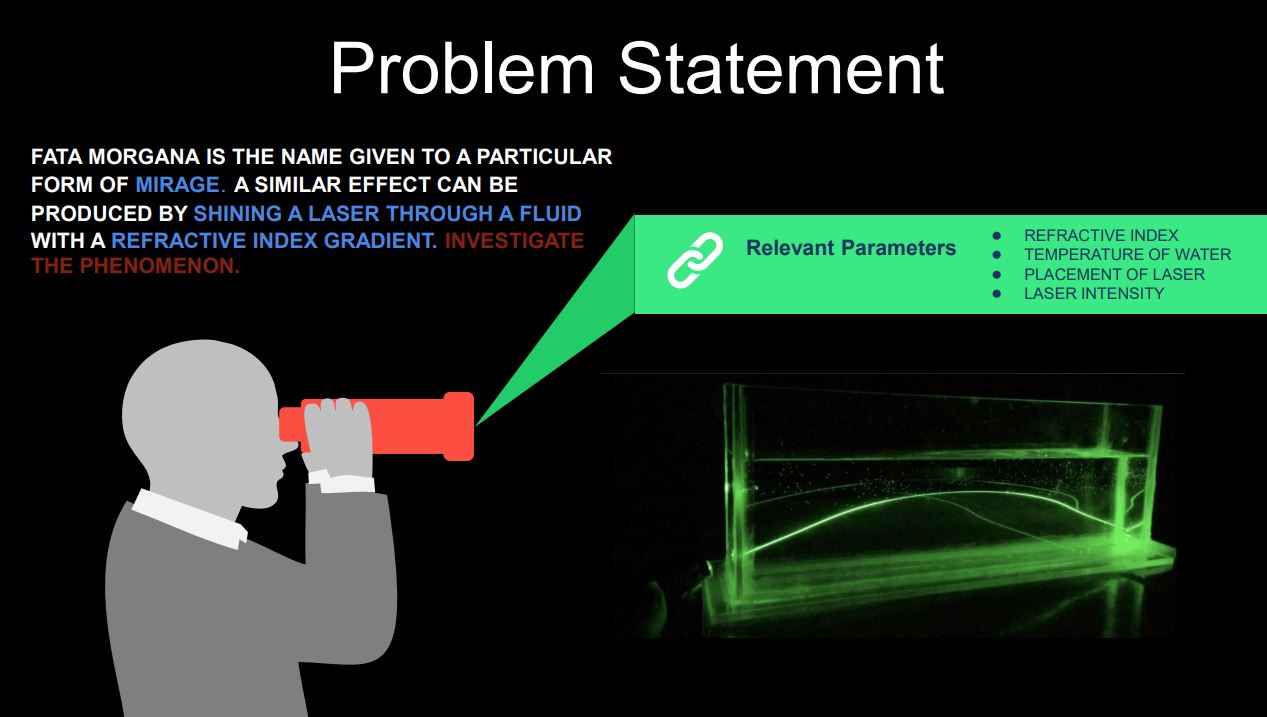 Problem Statement
FATA MORGANA IS THE NAME GIVEN TO A PARTICULAR
FORM OF MIRAGE. A SIMILAR EFFECT CAN BE
PRODUCED BY SHINING A LASER THROUGH A FLUID
WITH A REFRACTIVE INDEX GRADIENT. INVESTIGATE
THE PHENOMENON.
Relevant Parameters
● REFRACTIVE INDEX
● TEMPERATURE OF WATER
● PLACEMENT OF LASER
● LASER INTENSITY